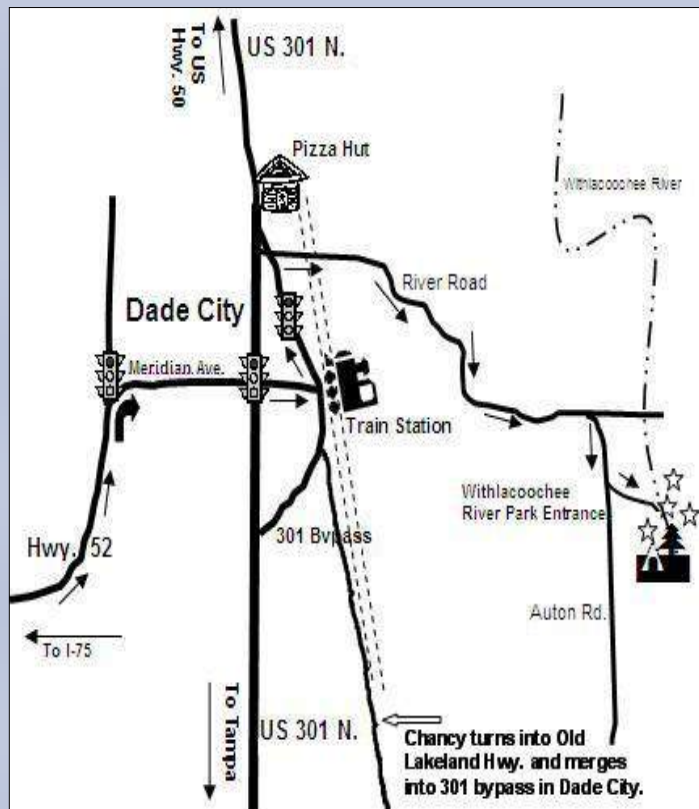 To US
Hwy. 50
US 301 N.
Pizza Hut
Withlacoochee River
River Road
Dade City
Meridian Ave.
Train Station
Withlacoochee
River Park Entrance
301 Bypass
Hwy. 52
Auton Rd.
To I-75
To Tampa
US 301 N.
Chancy turns into Old
Lakeland Hwy. and merges
into 301 bypass in Dade City.